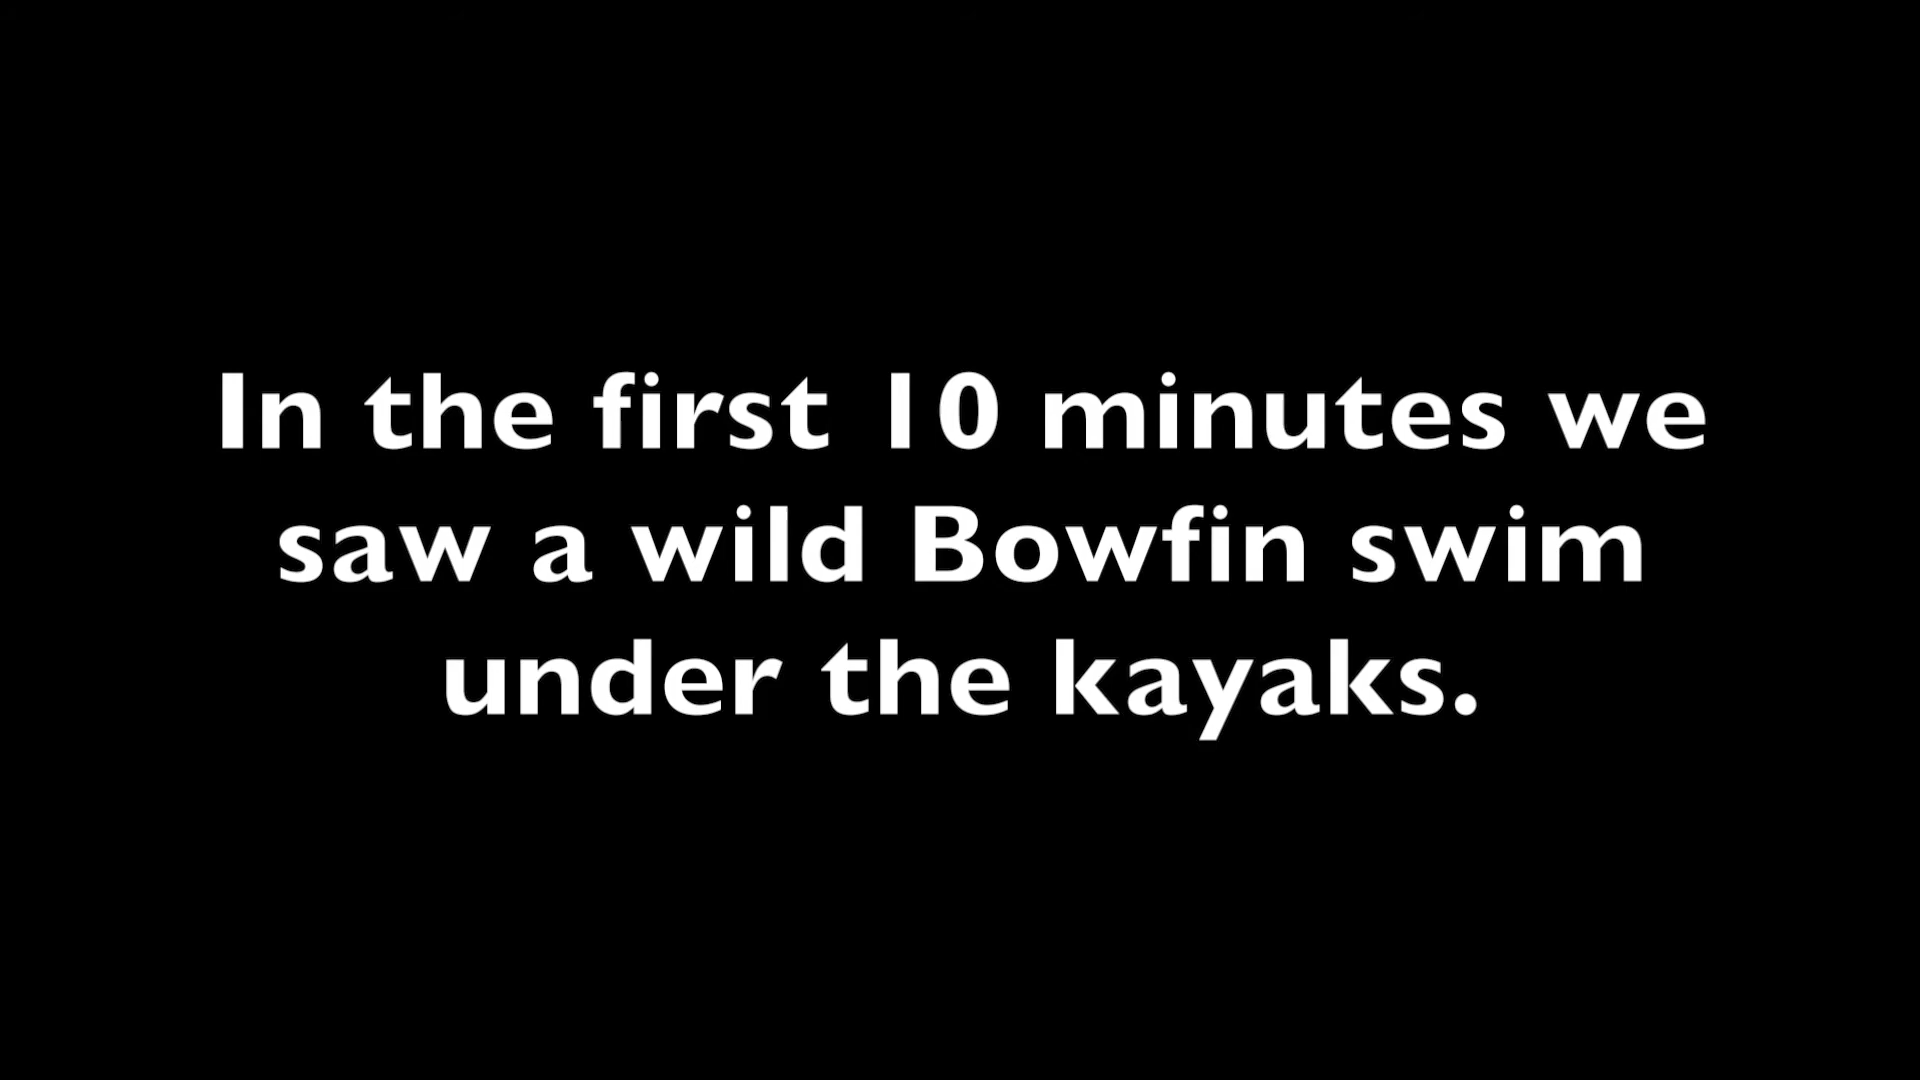 In the first 10 minutes we
saw a wild Bowfin swim
under the kayaks.